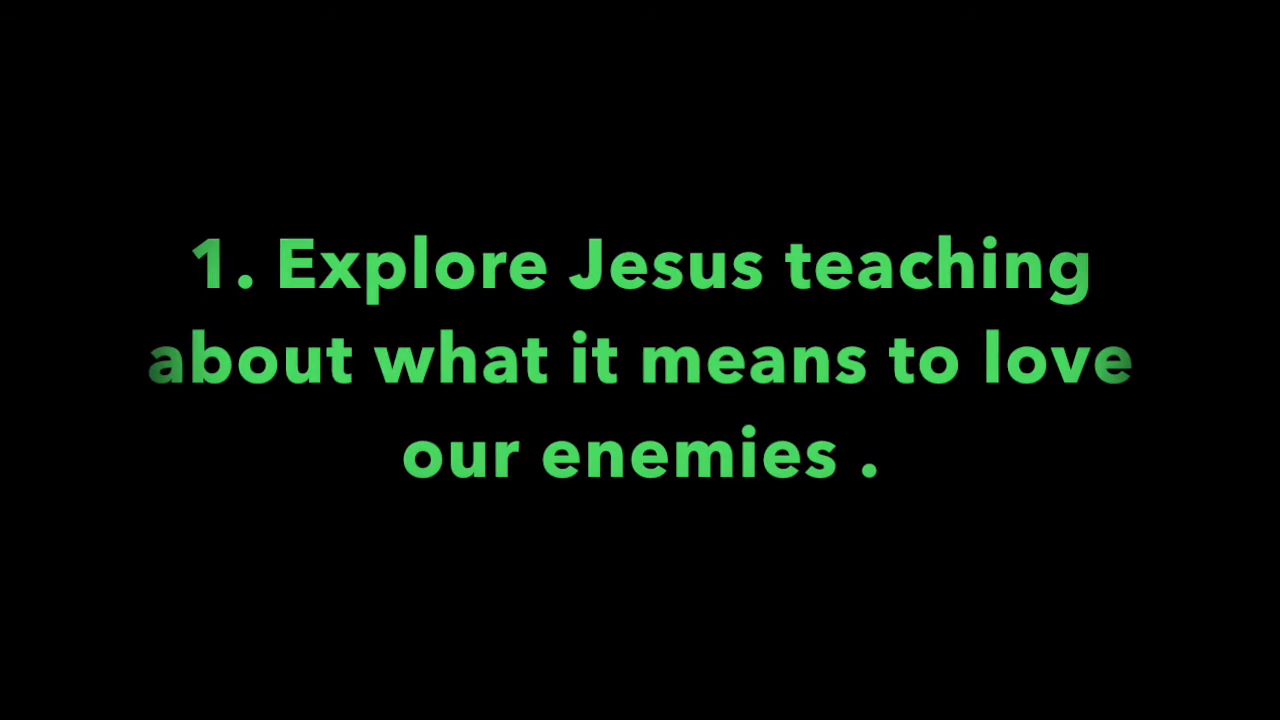 1. Explore Jesus teaching
about what it means to love
our enemies .